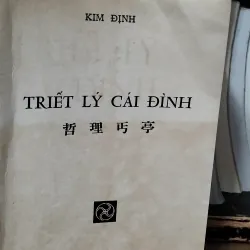 KIM ĐỊNH
TRIẾT LÝ CÁI ĐÌNH
哲理丐亭